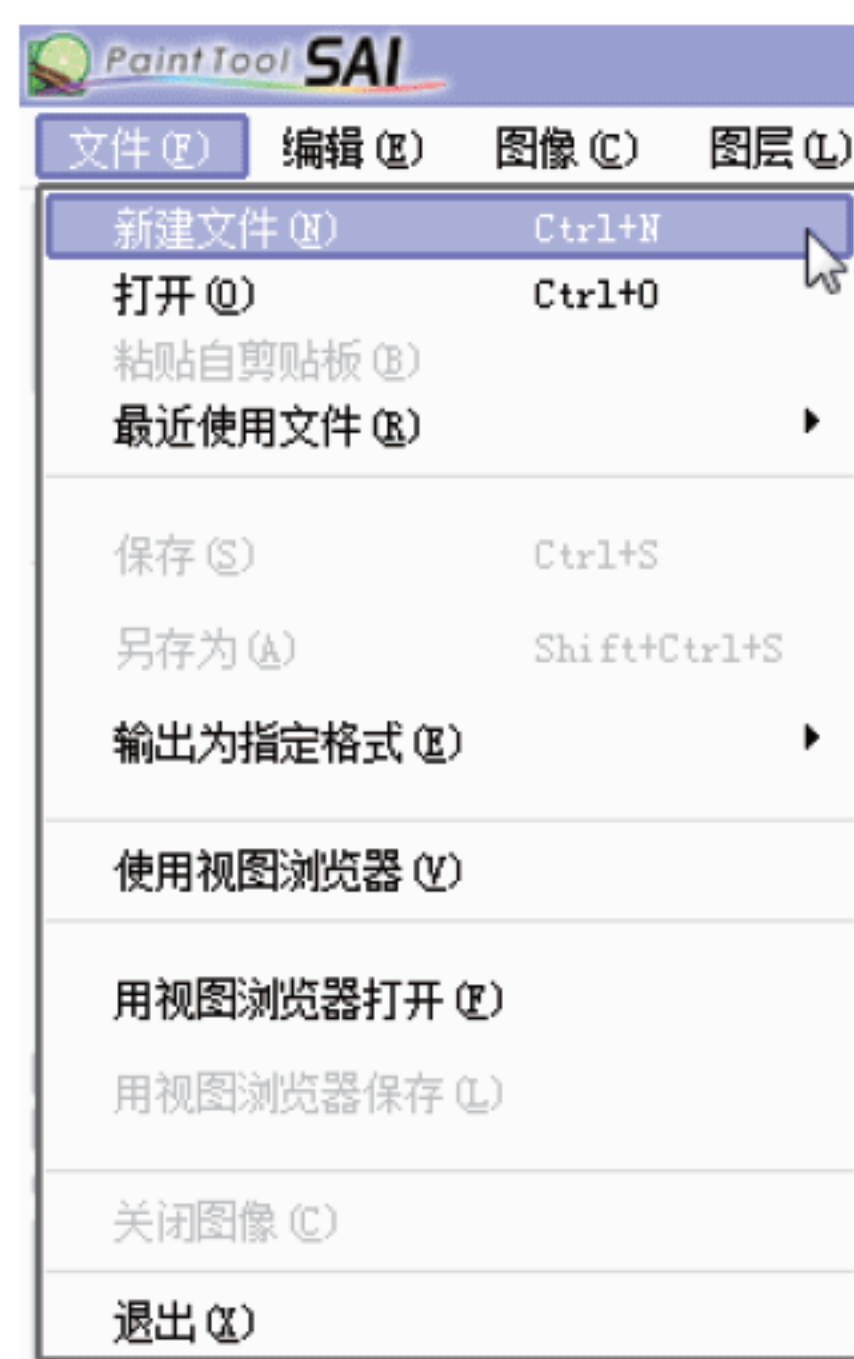 PaintTool SAI
文件(F) 编辑(E) 图像(C) 图层(L)
新建文件(N) Ctrl+N
打开(O) Ctrl+O
粘贴自剪贴板(B)
最近使用文件(R)
保存(S) Ctrl+S
另存为(A) Shift+Ctrl+S
输出为指定格式(E)
使用视图浏览器(V)
用视图浏览器打开(F)
用视图浏览器保存(L)
关闭图像(C)
退出(X)